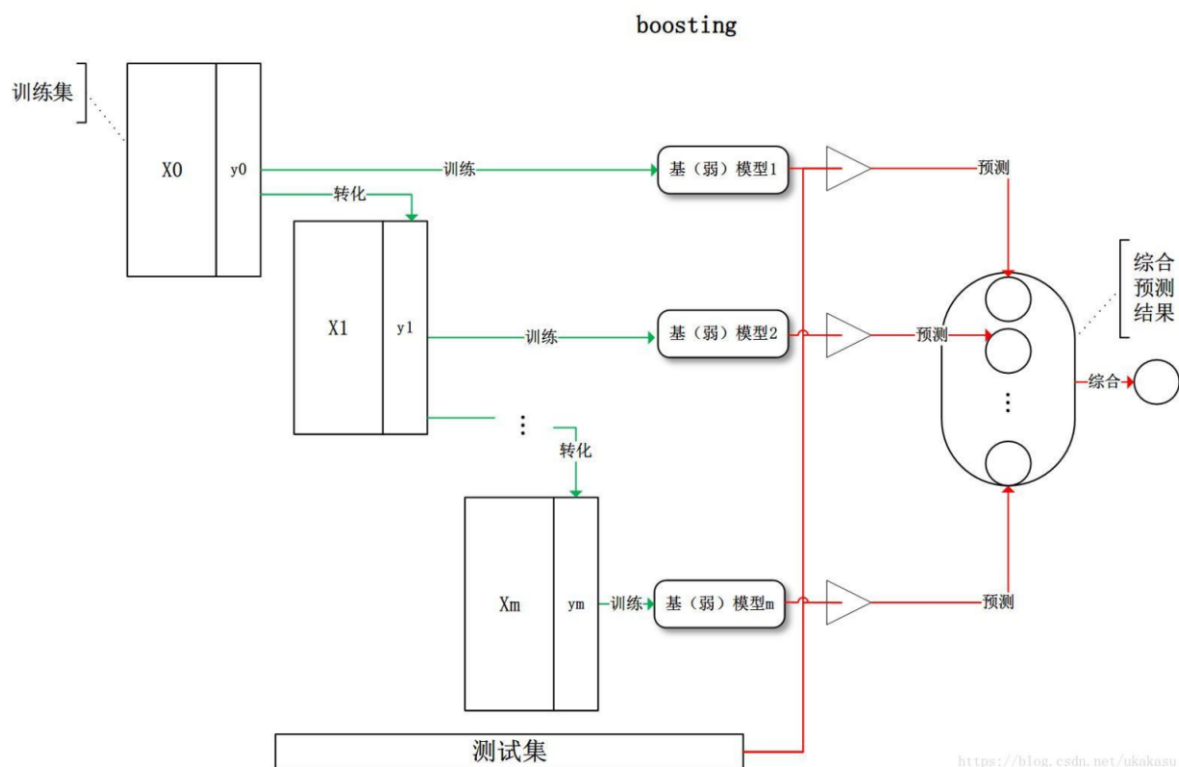 boosting
训练集
X0
y0
训练
基（弱）模型1
预测
转化
综合
预测
结果
X1
y1
训练
基（弱）模型2
预测
综合
⋮
⋮
转化
Xm
ym
训练
基（弱）模型m
预测
测试集
https://blog.csdn.net/ukakasu